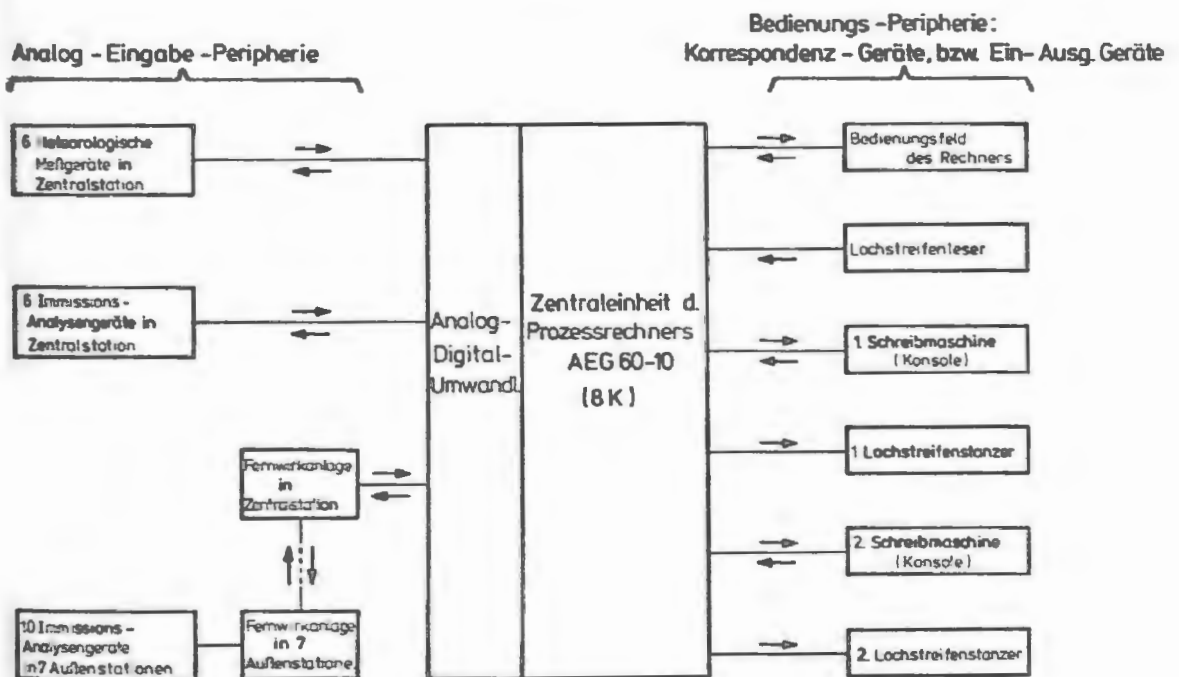 Analog - Eingabe - Peripherie
Bedienungs - Peripherie:
Korrespondenz - Geräte, bzw. Ein- Ausg. Geräte
6 Meteorologische
Meßgeräte in
Zentralstation
6 Immissions -
Analysengeräte in
Zentralstation
Fernwirkanlage
in
Zentralstation
10 Immissions -
Analysengeräte
in 7 Außenstationen
Fernwirkanlage
in 7
Außenstatione
Analog-
Digital-
Umwandl.
Zentraleinheit d.
Prozessrechners
AEG 60-10
(8K)
Bedienungsfeld
des Rechners
Lochstreifenleser
1. Schreibmaschine
(Konsole)
1 Lochstreifenstanzer
2. Schreibmaschine
(Konsole)
2. Lochstreifenstanzer